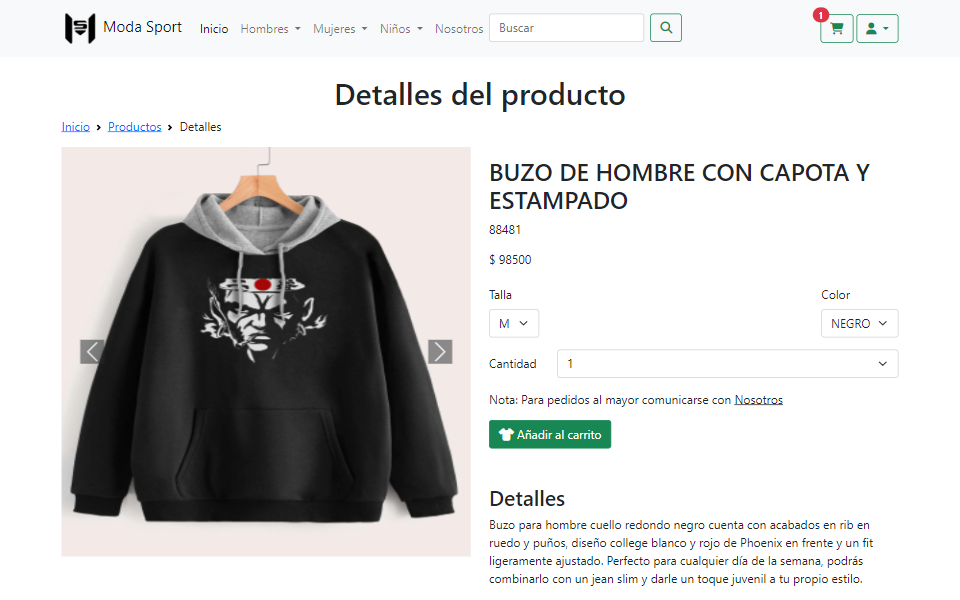 Moda Sport Inicio Hombres Mujeres Niños Nosotros Buscar 1
Detalles del producto
Inicio › Productos › Detalles
BUZO DE HOMBRE CON CAPOTA Y
ESTAMPADO
88481
$ 98500
Talla Color
M NEGRO
Cantidad 1
Nota: Para pedidos al mayor comunicarse con Nosotros
Añadir al carrito
Detalles
Buzo para hombre cuello redondo negro cuenta con acabados en rib en
ruedo y puños, diseño college blanco y rojo de Phoenix en frente y un fit
ligeramente ajustado. Perfecto para cualquier día de la semana, podrás
combinarlo con un jean slim y darle un toque juvenil a tu propio estilo.